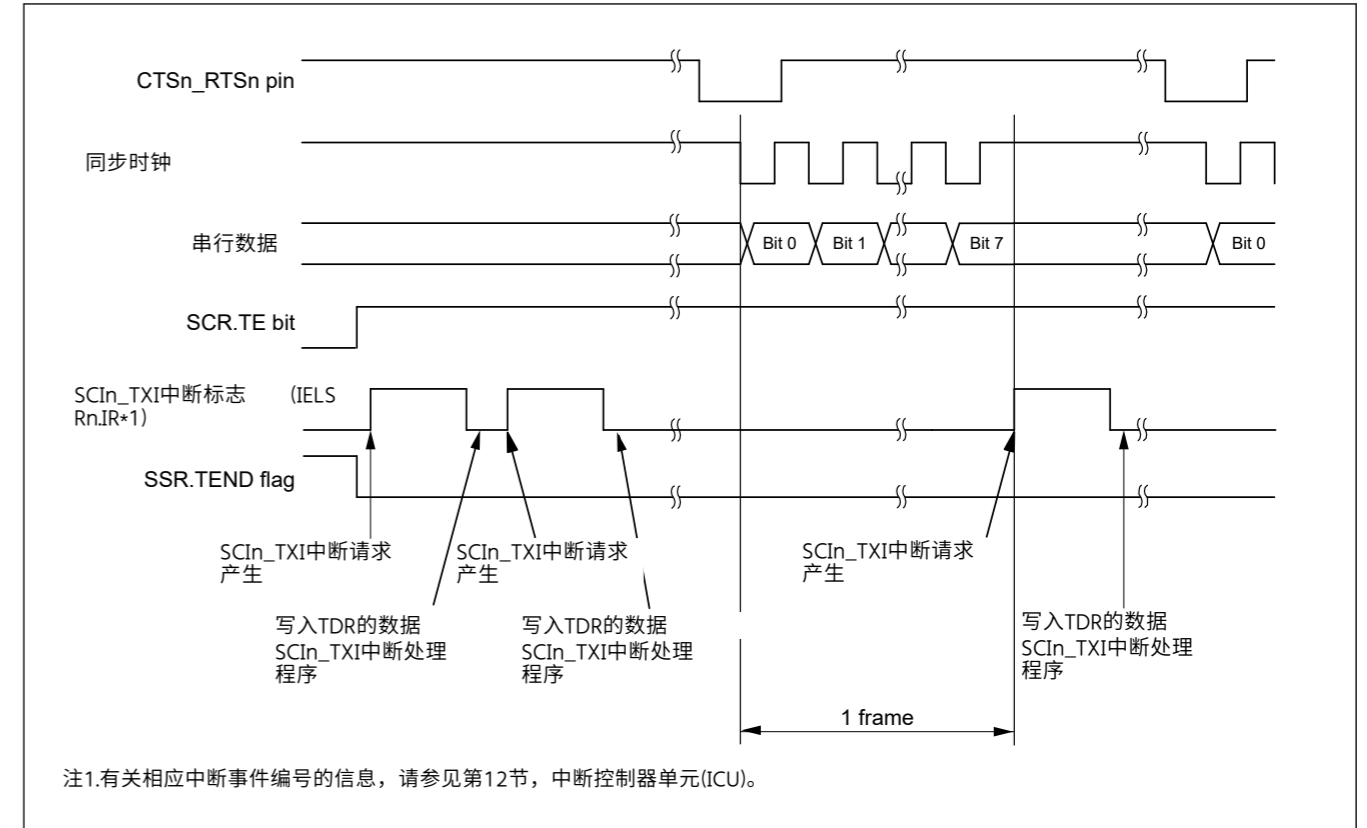 CTSn_RTSn pin
同步时钟
串行数据
Bit 0
Bit 1
Bit 7
Bit 0
SCR.TE bit
SCIn_TXI中断标志 (IELS
Rn.IR*1)
SSR.TEND flag
SCIn_TXI中断请求
产生
SCIn_TXI中断请求
产生
SCIn_TXI中断请求
产生
写入TDR的数据
SCIn_TXI中断处理
程序
写入TDR的数据
SCIn_TXI中断处理
程序
写入TDR的数据
SCIn_TXI中断处理
程序
1 frame
注1.有关相应中断事件编号的信息，请参见第12节，中断控制器单元(ICU)。